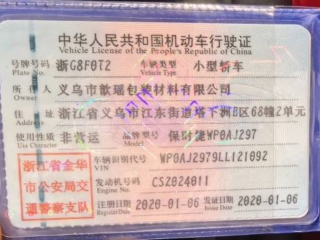 中华人民共和国机动车行驶证
Vehicle License of the People's Republic of China
号牌号码 浙G8F0T2 车辆类型 小型轿车
Plate No. Vehicle Type
所有人 义乌市歆瑶包装材料有限公司
Owner
住址 浙江省义乌市江东街道塔下洲B区68幢2单元
Address
使用性质 非营运 品牌型号 保时捷WP0AJ297
Use Character Model
浙江省金华 车辆识别代号 WP0AJ2979LL121092
VIN
市公安局交 发动机号码 CSZ024011
Engine No.
通警察支队 注册日期 2020-01-06 发证日期 2020-01-06
Register Date Issue Date